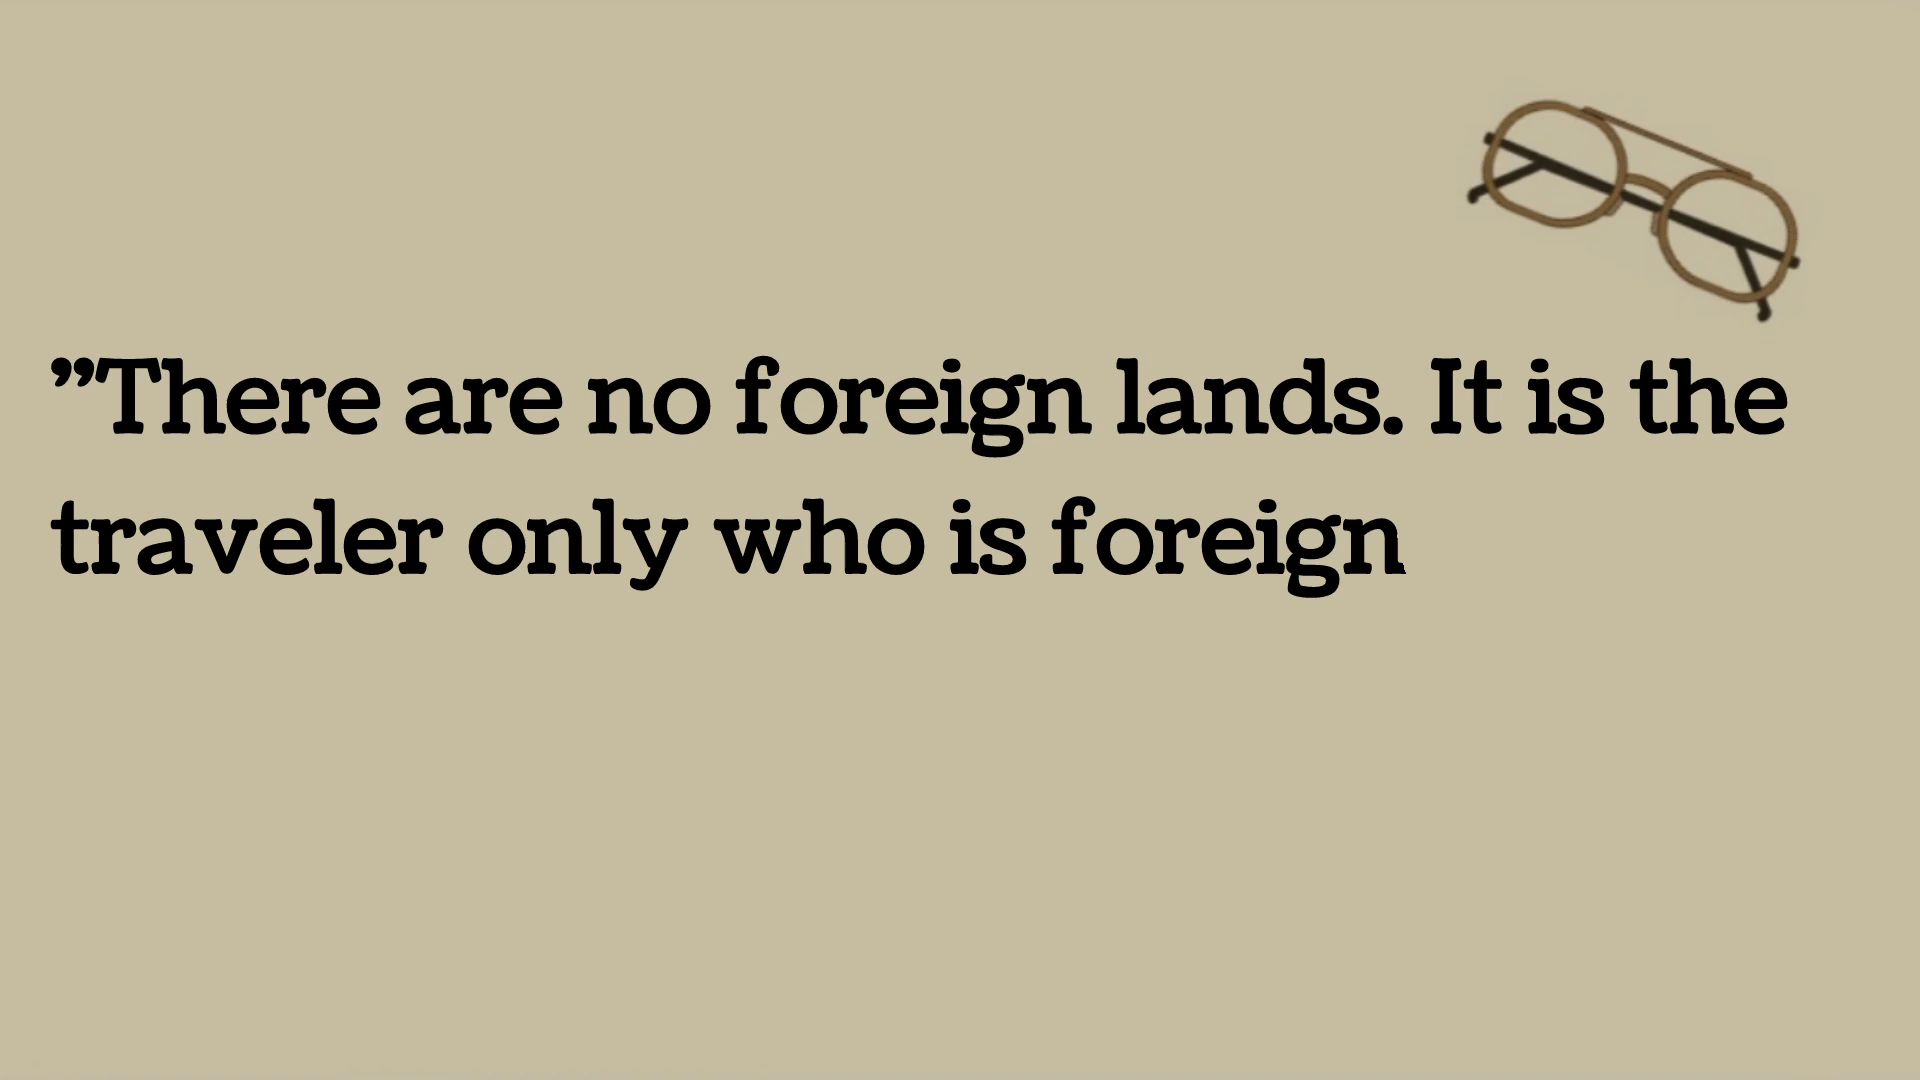 ”There are no foreign lands. It is the
traveler only who is foreign